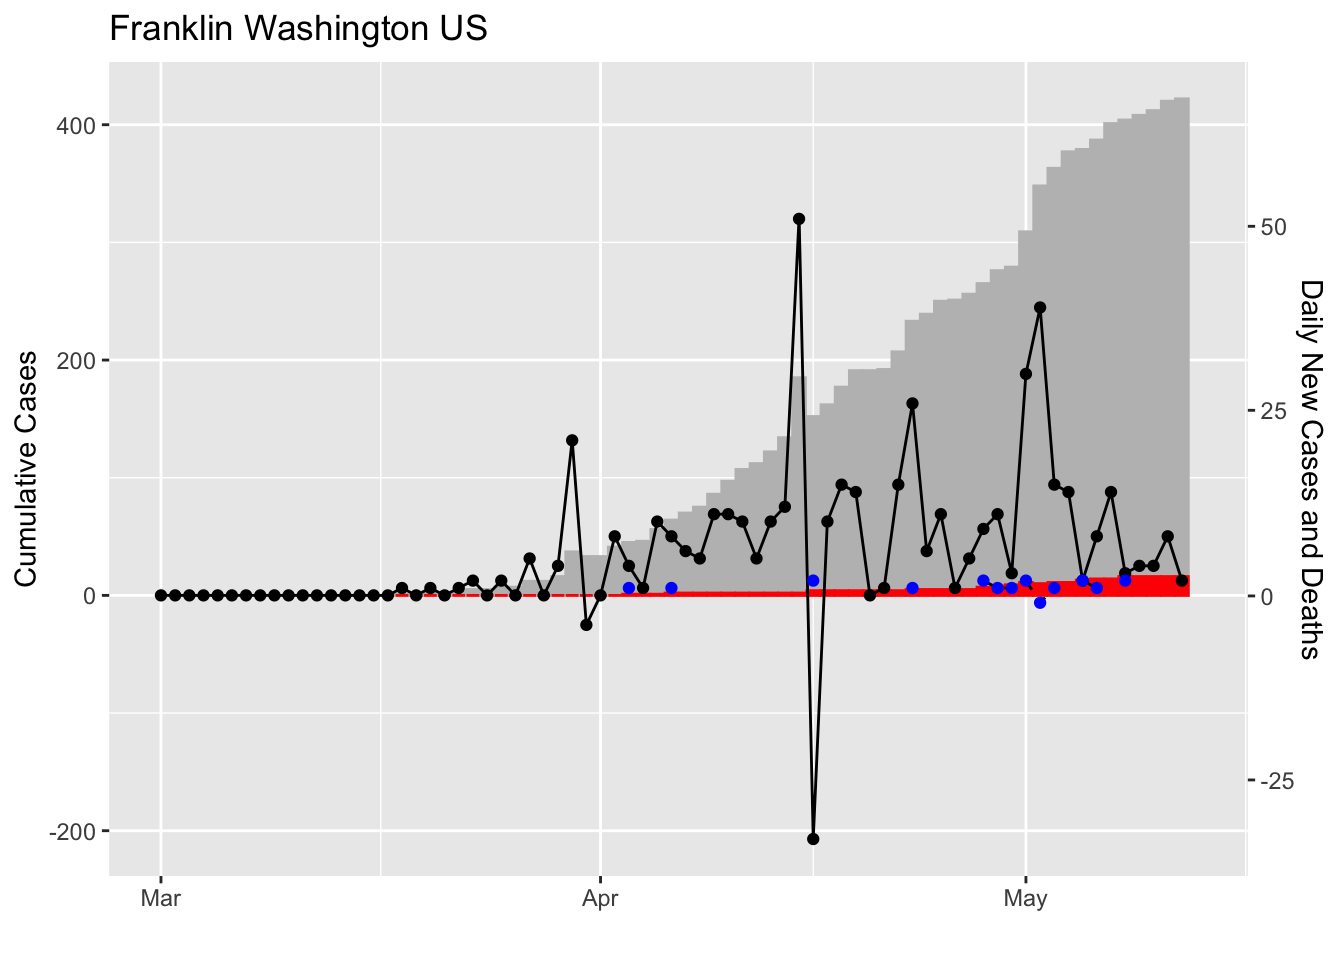 Franklin Washington US
Cumulative Cases
400
200
0
-200
50
25
0
-25
Daily New Cases and Deaths
Mar
Apr
May